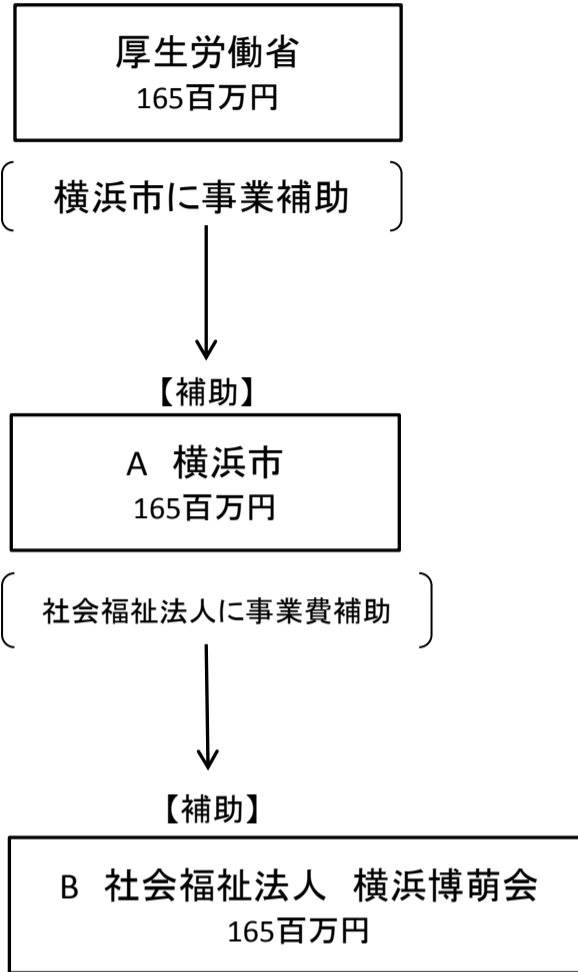 厚生労働省
165百万円
横浜市に事業補助
【補助】
A 横浜市
165百万円
社会福祉法人に事業費補助
【補助】
B 社会福祉法人 横浜博萌会
165百万円